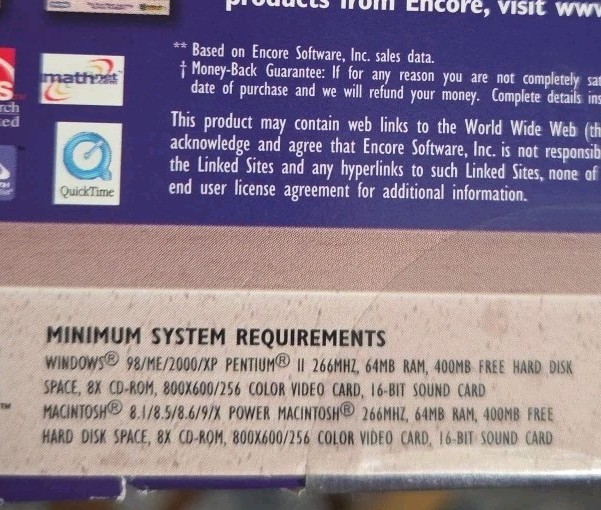 products from Encore, visit www
** Based on Encore Software, Inc. sales data.
† Money-Back Guarantee: If for any reason you are not completely
date of purchase and we will refund your money. Complete details
mathnet
S
rch
ed
This product may contain web links to the World Wide Web
acknowledge and agree that Encore Software, Inc. is not
the Linked Sites and any hyperlinks to such Linked Sites, none of
end user license agreement for additional information.
QuickTime
MINIMUM SYSTEM REQUIREMENTS
WINDOWS® 98/ME/2000/XP PENTIUM® II 266MHZ, 64MB RAM, 400MB FREE HARD DISK
SPACE, 8X CD-ROM, 800X600/256 COLOR VIDEO CARD, 16-BIT SOUND CARD
MACINTOSH® 8.1/8.5/8.6/9/X POWER MACINTOSH® 266MHZ, 64MB RAM, 400MB FREE
HARD DISK SPACE, 8X CD-ROM, 800X600/256 COLOR VIDEO CARD, 16-BIT SOUND CARD
TM